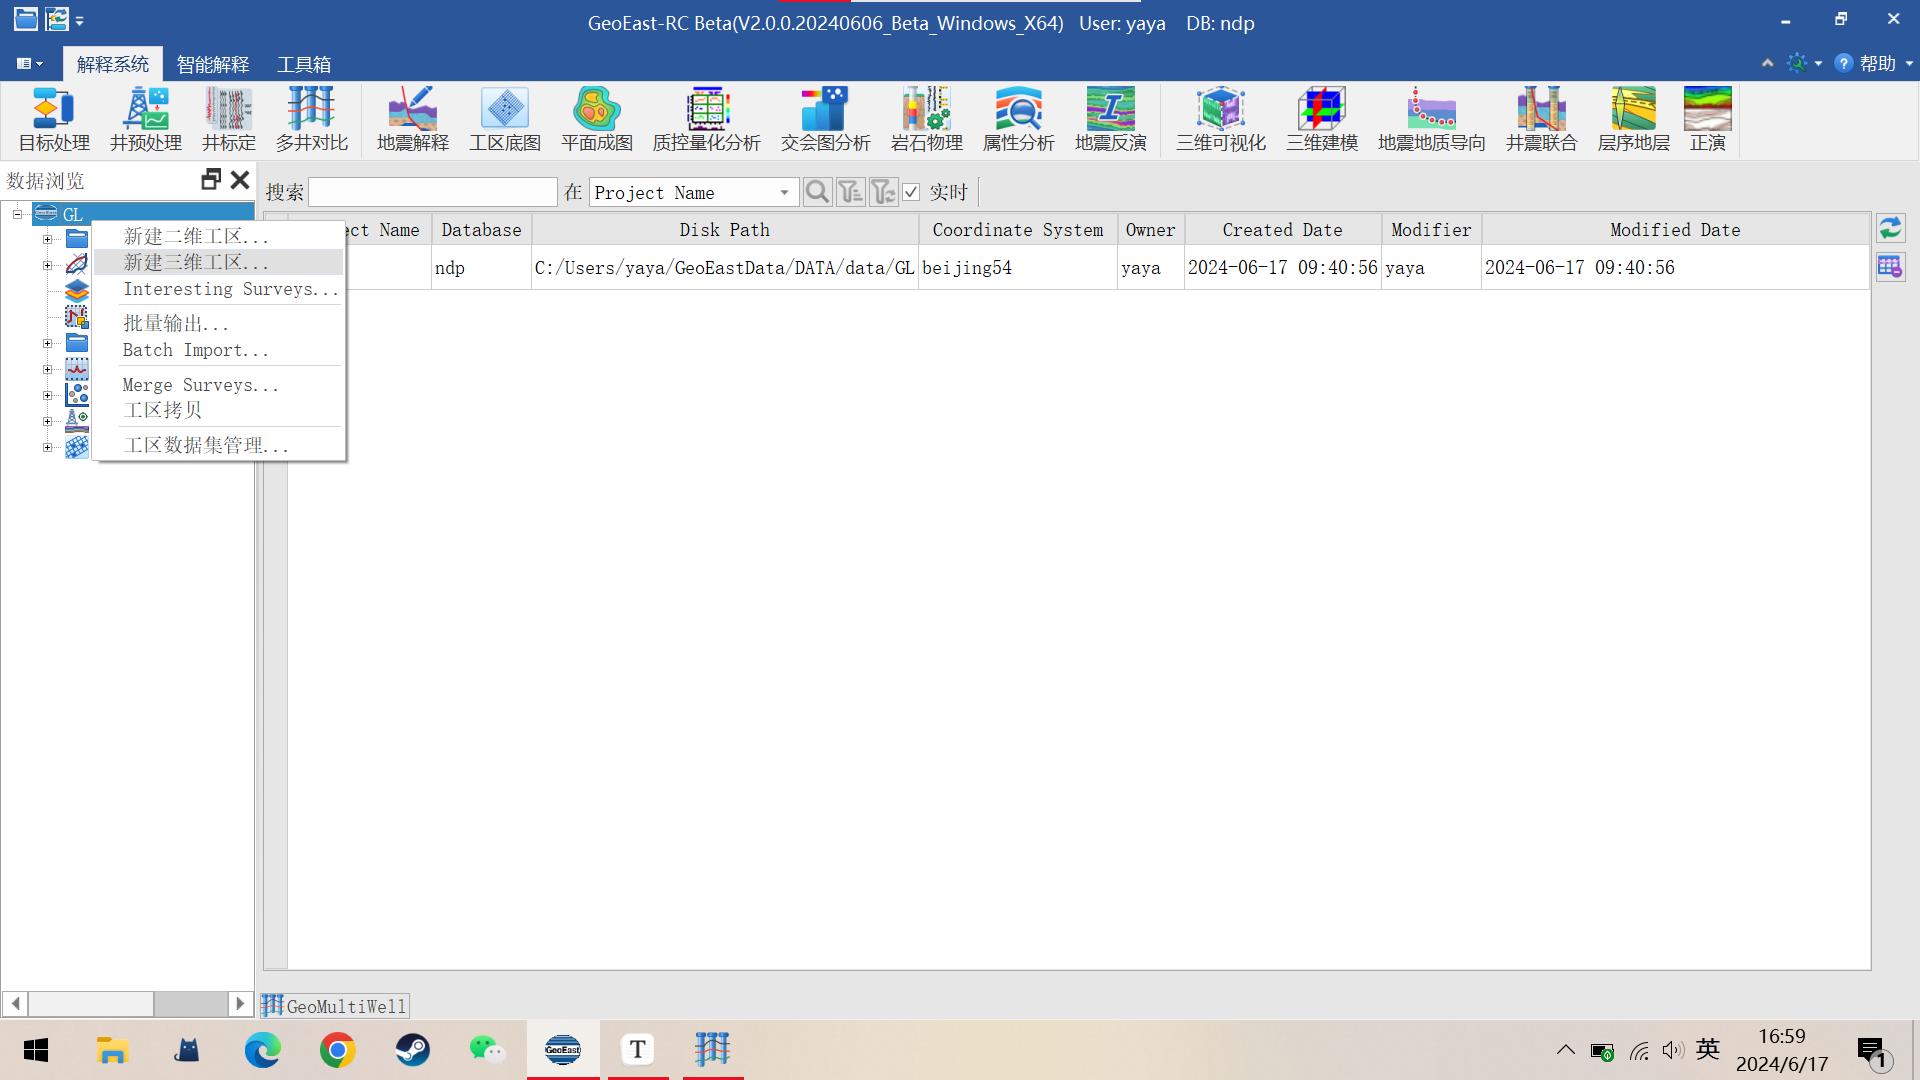 GeoEast-RC Beta(V2.0.0.20240606_Beta_Windows_X64)   User: yaya    DB: ndp
解释系统 智能解释 工具箱 帮助
目标处理 井预处理 井标定 多井对比 地震解释 工区底图 平面成图 质控量化分析 交会图分析 岩石物理 属性分析 地震反演 三维可视化 三维建模 地震地质导向 井震联合 层序地层 正演
数据浏览
搜索 在 Project Name 实时
GL
ect Name Database Disk Path Coordinate System Owner Created Date Modifier Modified Date
ndp C:/Users/yaya/GeoEastData/DATA/data/GL beijing54 yaya 2024-06-17 09:40:56 yaya 2024-06-17 09:40:56
新建二维工区...
新建三维工区...
Interesting Surveys...
批量输出...
Batch Import...
Merge Surveys...
工区拷贝
工区数据集管理...
GeoMultiWell
GeoEast
T
英
16:59
2024/6/17
1